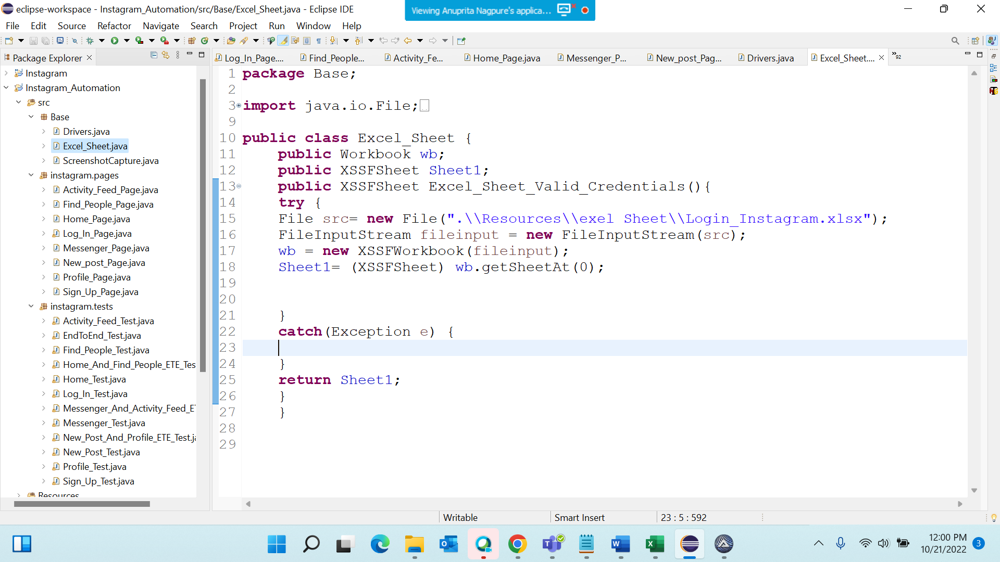 eclipse-workspace - Instagram_Automation/src/Base/Excel_Sheet.java - Eclipse IDE
Viewing Anuprita Nagpure's applica...
File Edit Source Refactor Navigate Search Project Run Window Help
Package Explorer
Log_In_Page.... Find_People... Activity_Fe... Home_Page.java Messenger_P... New_post_Pag... Drivers.java Excel_Sheet.... »92
Instagram
Instagram_Automation
src
Base
Drivers.java
Excel_Sheet.java
ScreenshotCapture.java
instagram.pages
Activity_Feed_Page.java
Find_People_Page.java
Home_Page.java
Log_In_Page.java
Messenger_Page.java
New_post_Page.java
Profile_Page.java
Sign_Up_Page.java
instagram.tests
Activity_Feed_Test.java
EndToEnd_Test.java
Find_People_Test.java
Home_And_Find_People_ETE_Tes
Home_Test.java
Log_In_Test.java
Messenger_And_Activity_Feed_ET
Messenger_Test.java
New_Post_And_Profile_ETE_Test.ja
New_Post_Test.java
Profile_Test.java
Sign_Up_Test.java
Resources
1 package Base;
2
3 import java.io.File;
9
10 public class Excel_Sheet {
11 public Workbook wb;
12 public XSSFSheet Sheet1;
13 public XSSFSheet Excel_Sheet_Valid_Credentials(){
14 try {
15 File src= new File(".\\Resources\\exel Sheet\\Login_Instagram.xlsx");
16 FileInputStream fileinput = new FileInputStream(src);
17 wb = new XSSFWorkbook(fileinput);
18 Sheet1= (XSSFSheet) wb.getSheetAt(0);
19
20
21 }
22 catch(Exception e) {
23
24 }
25 return Sheet1;
26 }
27 }
28
29
Writable Smart Insert 23 : 5 : 592
12:00 PM
10/21/2022
3